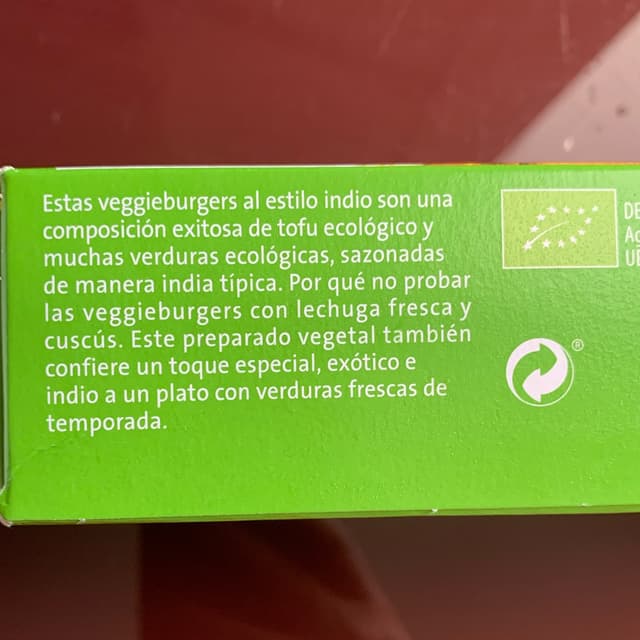 Estas veggieburgers al estilo indio son una
composición exitosa de tofu ecológico y
muchas verduras ecológicas, sazonadas
de manera india típica. Por qué no probar
las veggieburgers con lechuga fresca y
cuscús. Este preparado vegetal también
confiere un toque especial, exótico e
indio a un plato con verduras frescas de
temporada.
®